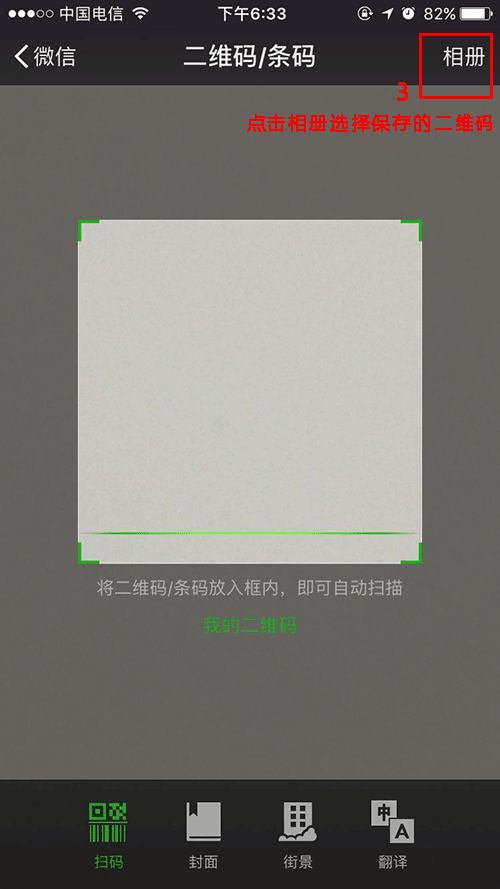 中国电信 下午6:33 82%
微信 二维码/条码 相册
3
点击相册选择保存的二维码
将二维码/条码放入框内，即可自动扫描
我的二维码
中 A
扫码 封面 街景 翻译